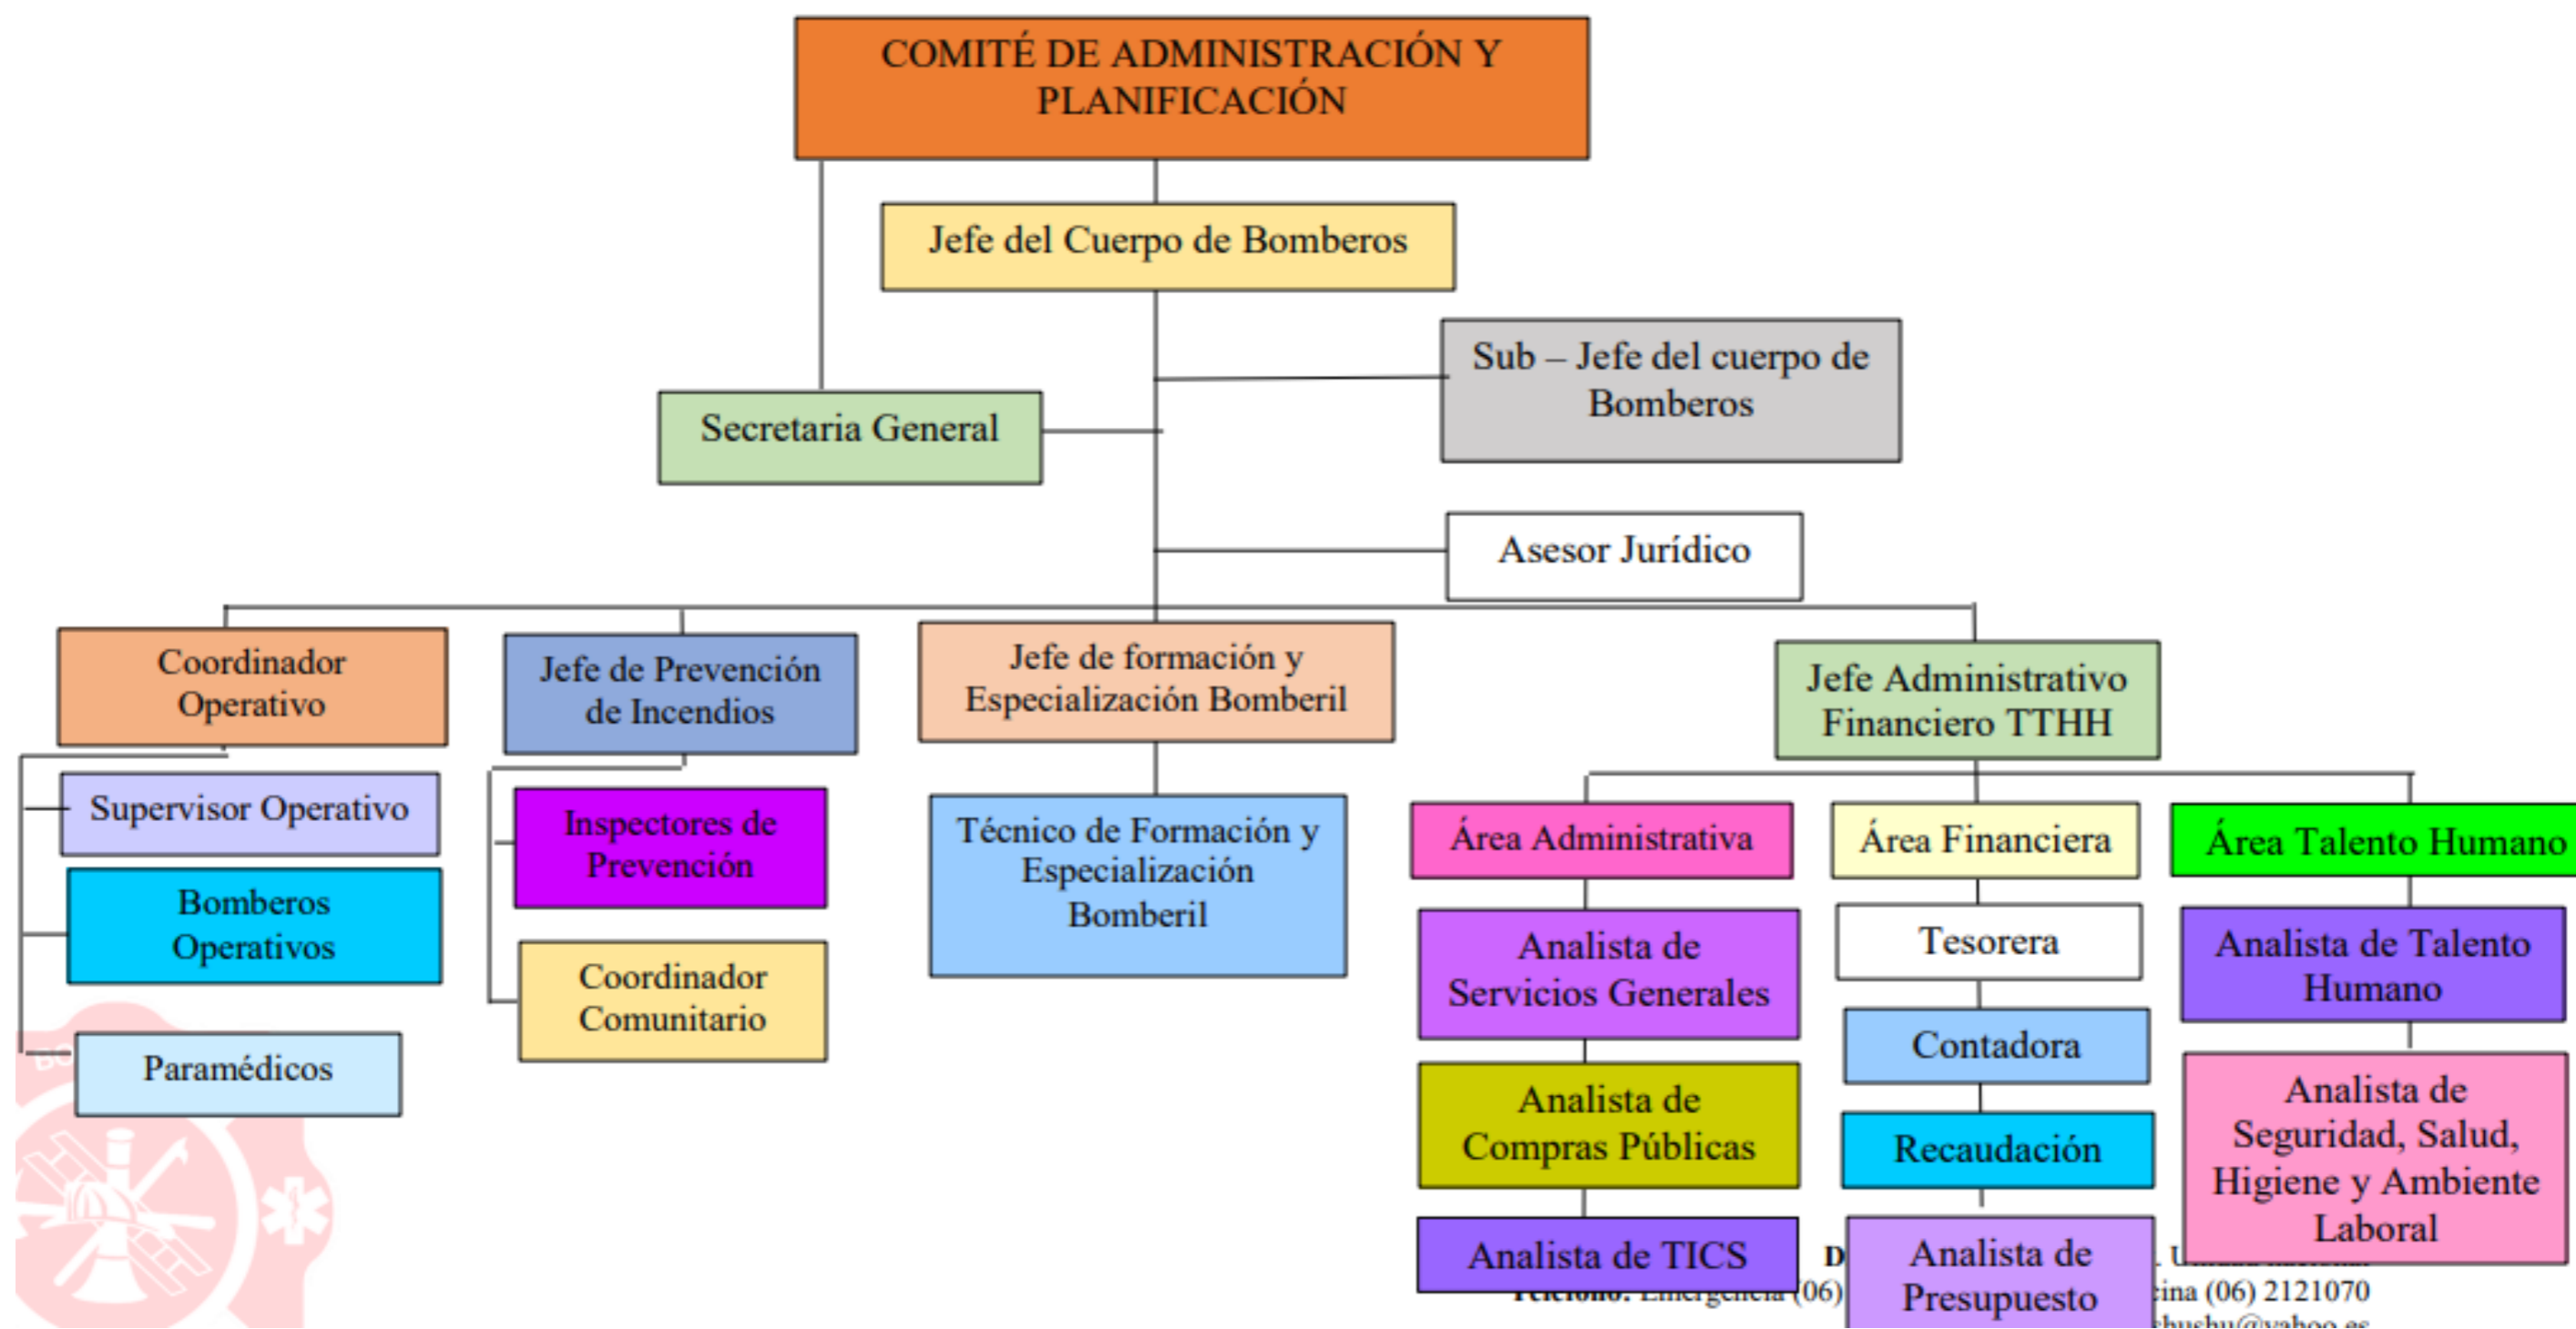 COMITÉ DE ADMINISTRACIÓN Y
PLANIFICACIÓN
Jefe del Cuerpo de Bomberos
Sub – Jefe del cuerpo de
Bomberos
Secretaria General
Asesor Jurídico
Coordinador
Operativo
Jefe de Prevención
de Incendios
Jefe de formación y
Especialización Bomberil
Jefe Administrativo
Financiero TTHH
Supervisor Operativo
Bomberos
Operativos
Paramédicos
Inspectores de
Prevención
Coordinador
Comunitario
Técnico de Formación y
Especialización
Bomberil
Área Administrativa
Analista de
Servicios Generales
Analista de
Compras Públicas
Analista de TICS
Área Financiera
Tesorera
Contadora
Recaudación
Analista de
Presupuesto
Área Talento Humano
Analista de Talento
Humano
Analista de
Seguridad, Salud,
Higiene y Ambiente
Laboral
(06) 2121070